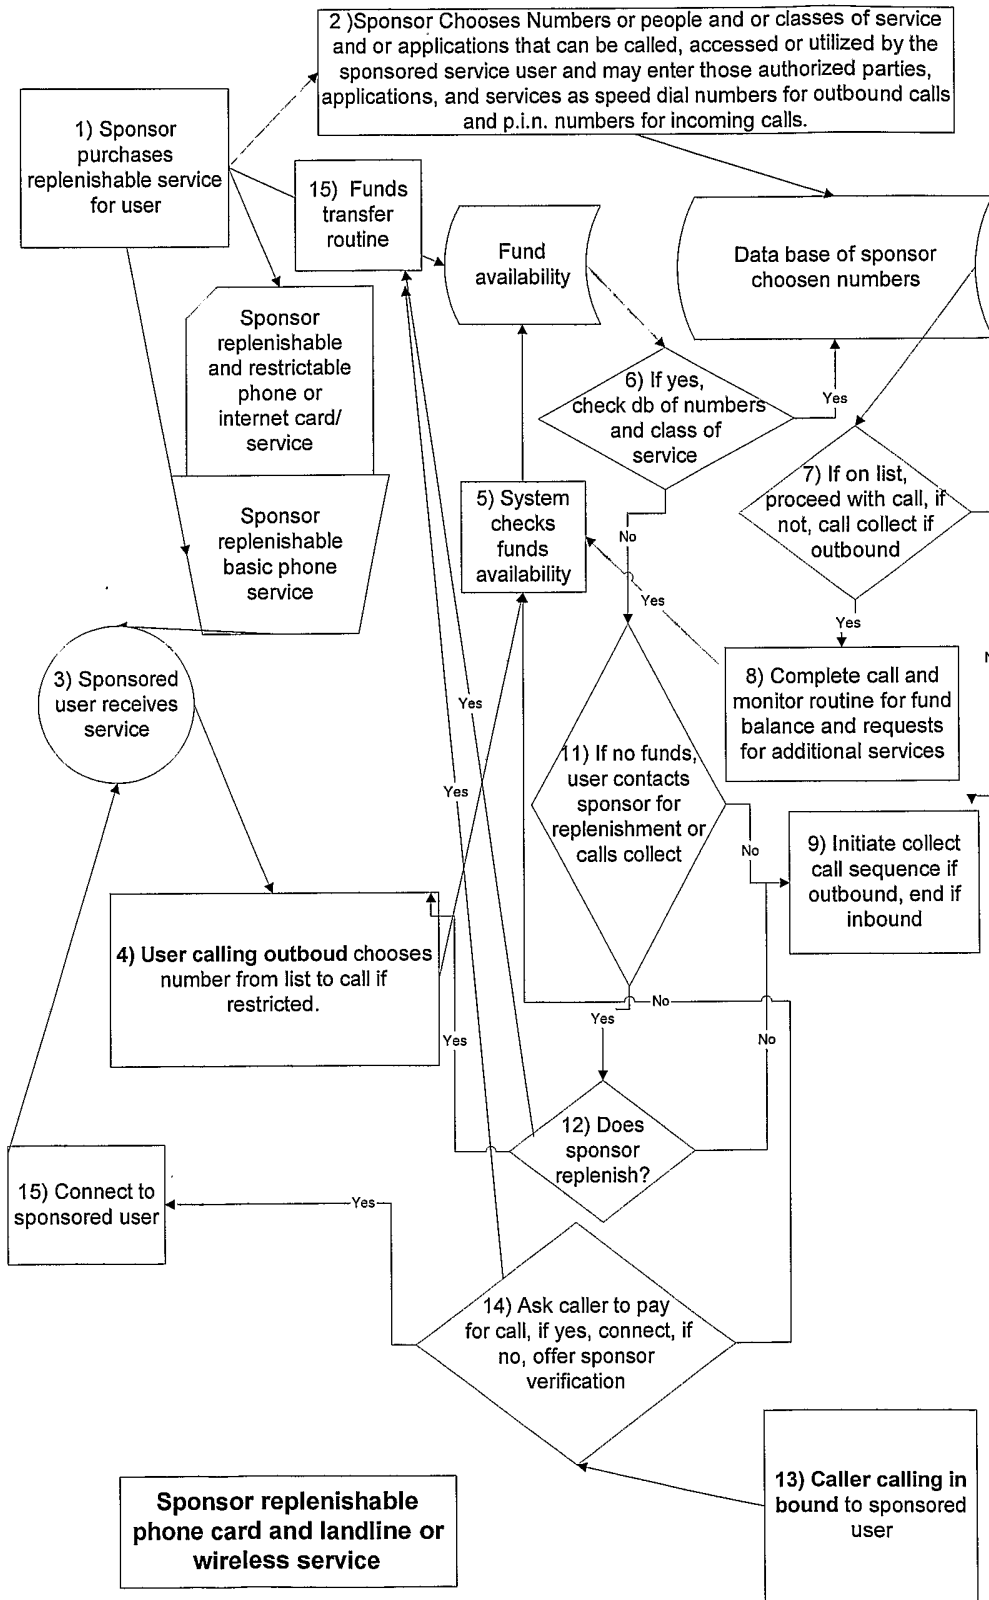 2 )Sponsor Chooses Numbers or people and or classes of service
and or applications that can be called, accessed or utilized by the
sponsored service user and may enter those authorized parties,
applications, and services as speed dial numbers for outbound calls
and p.i.n. numbers for incoming calls.
1) Sponsor
purchases
replenishable service
for user
15) Funds
transfer
routine
Fund
availability
Data base of sponsor
choosen numbers
Sponsor
replenishable
and restrictable
phone or
internet card/
service
6) If yes,
check db of numbers
and class of
service
Yes
7) If on list,
proceed with call, if
not, call collect if
outbound
5) System
checks
funds
availability
Sponsor
replenishable
basic phone
service
No
Yes
Yes
3) Sponsored
user receives
service
8) Complete call and
monitor routine for fund
balance and requests
for additional services
Yes
Yes
11) If no funds,
user contacts
sponsor for
replenishment or
calls collect
No
9) Initiate collect
call sequence if
outbound, end if
inbound
4) User calling outboud chooses
number from list to call if
restricted.
No
Yes
Yes
No
12) Does
sponsor
replenish?
15) Connect to
sponsored user
Yes
14) Ask caller to pay
for call, if yes, connect, if
no, offer sponsor
verification
13) Caller calling in
bound to sponsored
user
Sponsor replenishable
phone card and landline or
wireless service